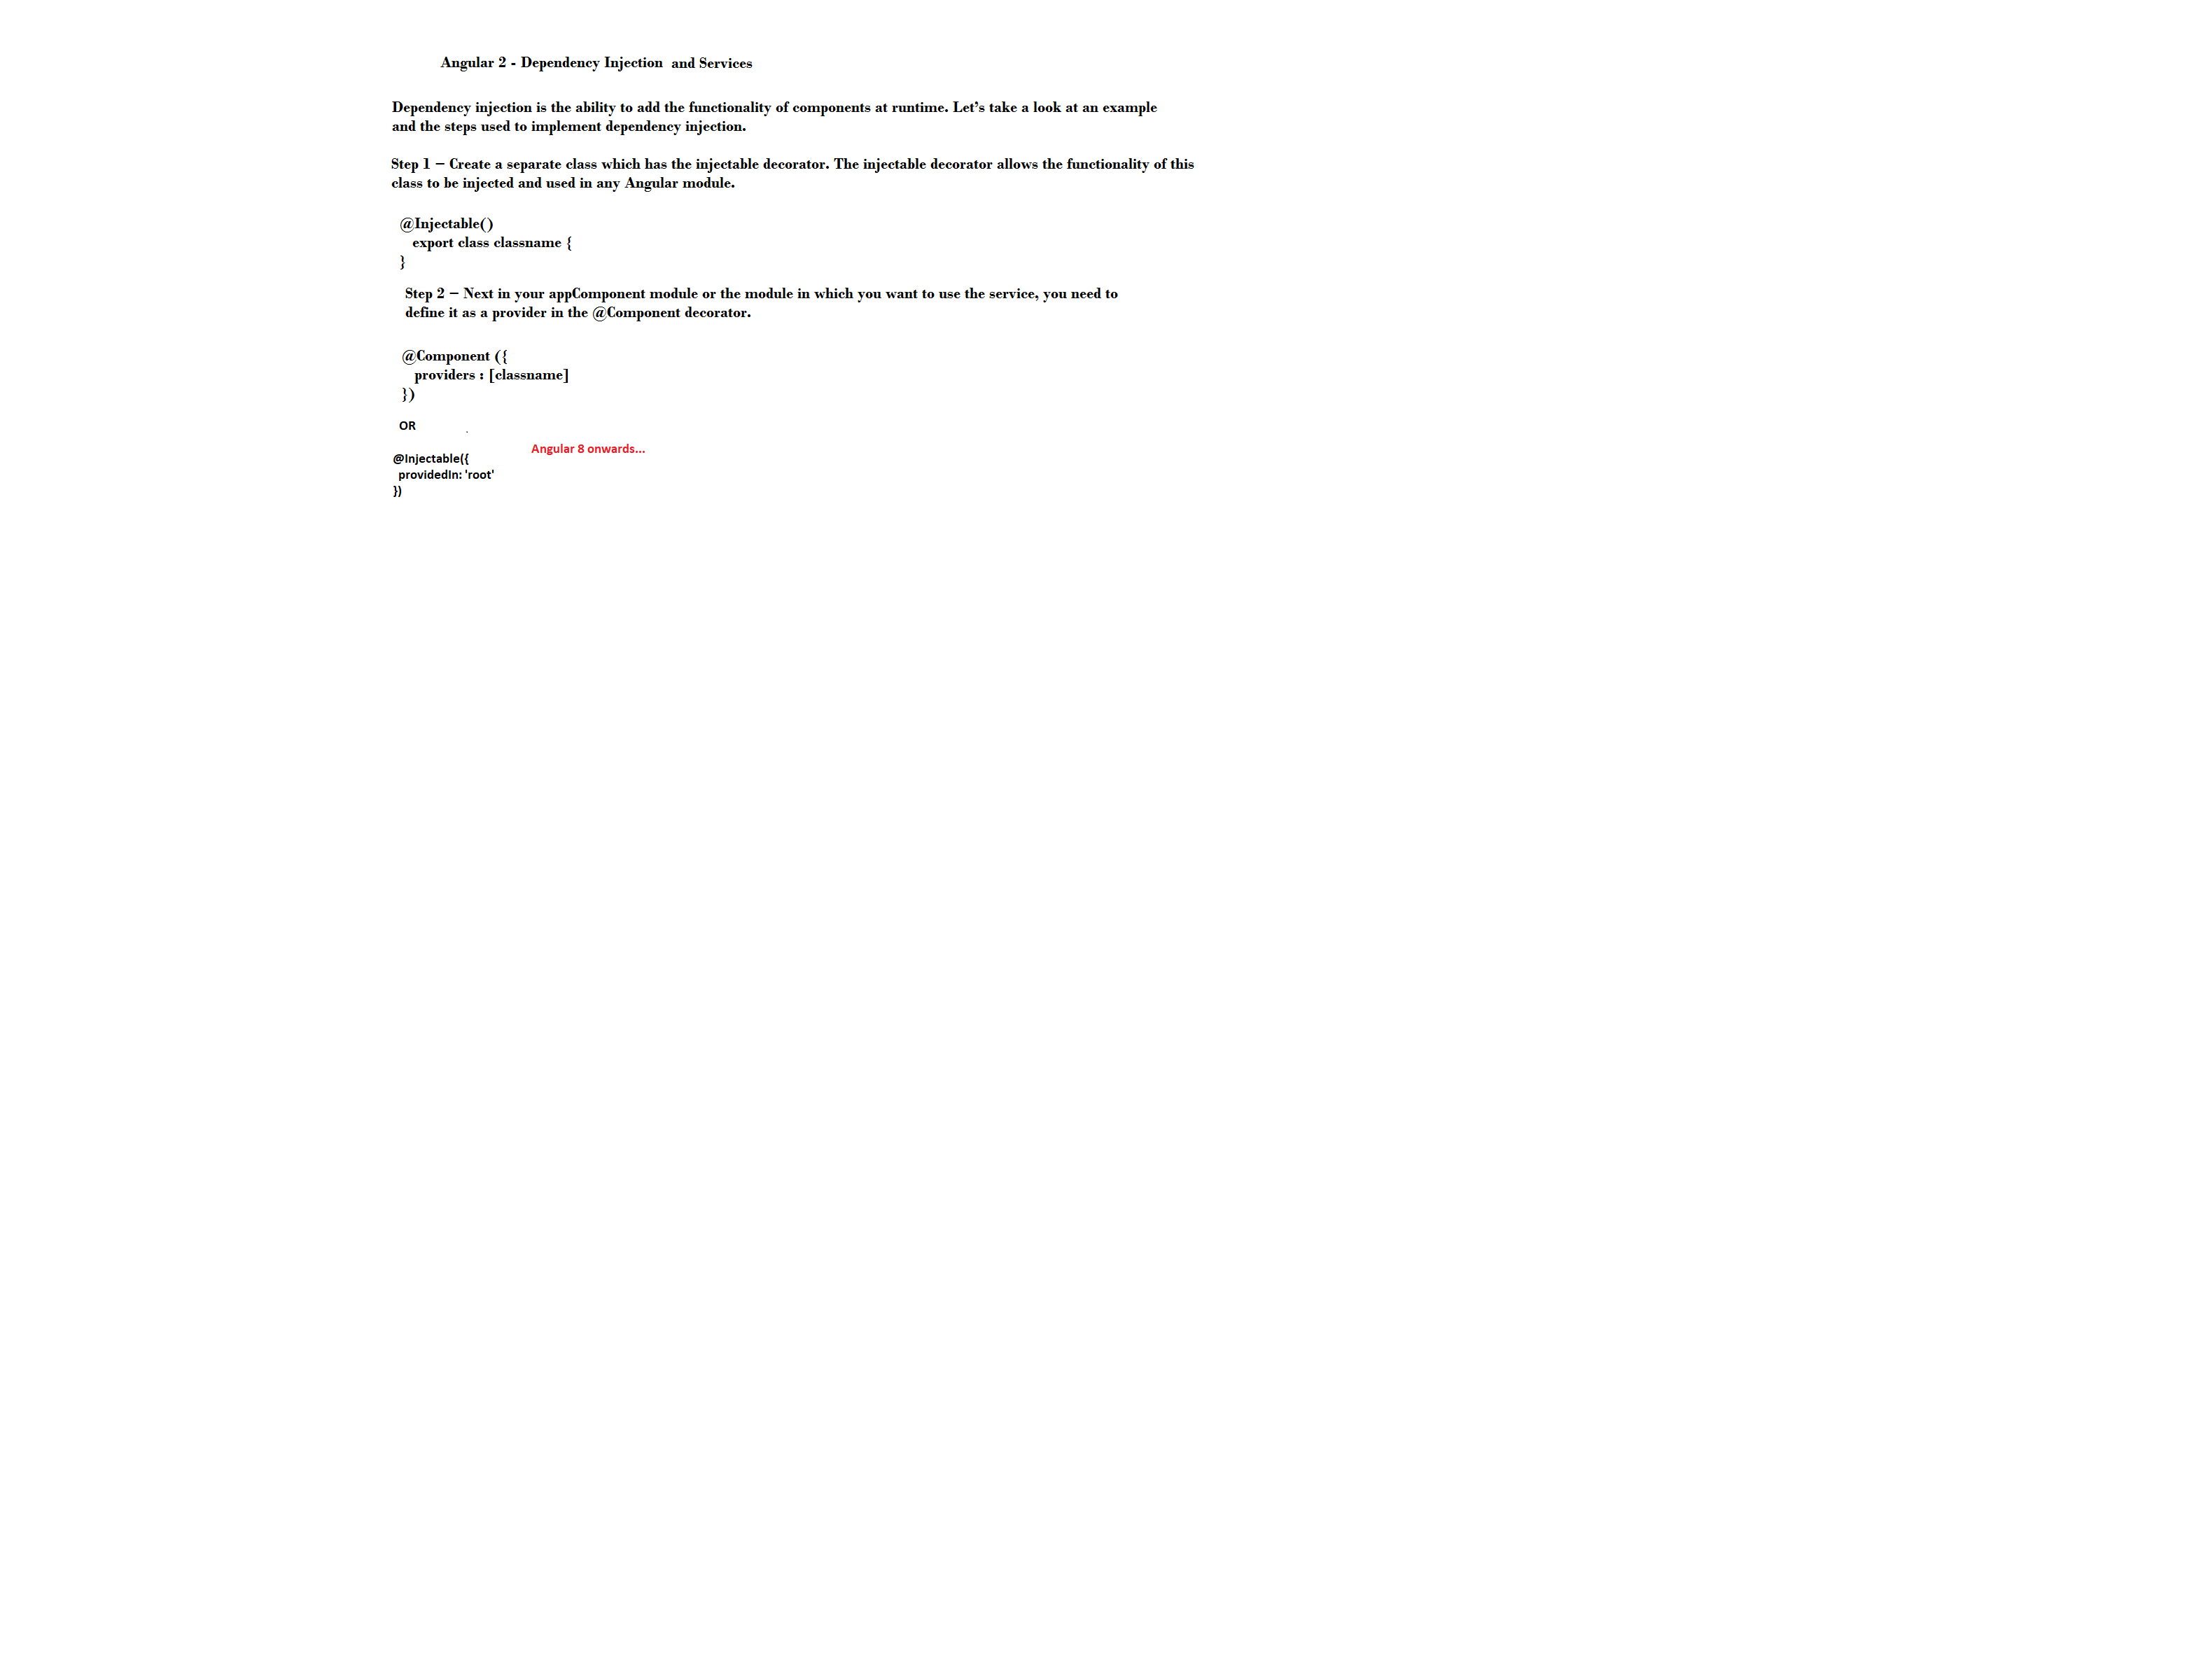 Angular 2 - Dependency Injection and Services
Dependency injection is the ability to add the functionality of components at runtime. Let’s take a look at an example
and the steps used to implement dependency injection.
Step 1 − Create a separate class which has the injectable decorator. The injectable decorator allows the functionality of this
class to be injected and used in any Angular module.
@Injectable()
export class classname {
}
Step 2 − Next in your appComponent module or the module in which you want to use the service, you need to
define it as a provider in the @Component decorator.
@Component ({
providers : [classname]
})
OR
Angular 8 onwards...
@Injectable({
providedIn: 'root'
})